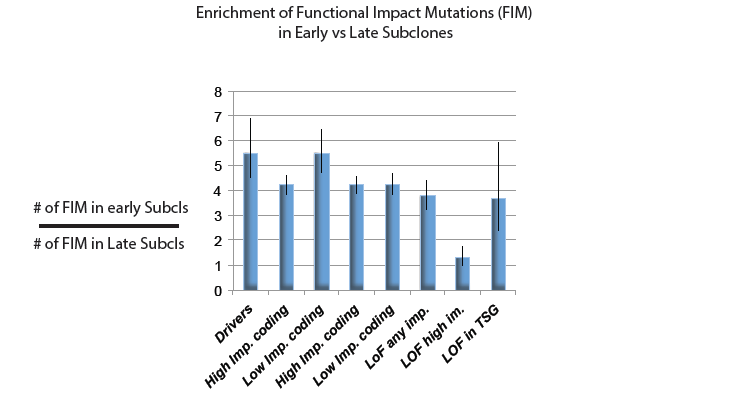 Enrichment of Functional Impact Mutations (FIM)
in Early vs Late Subclones
8
7
6
5
4
3
2
1
0
# of FIM in early Subcls
# of FIM in Late Subcls
Drivers
High Imp. coding
Low Imp. coding
High Imp. coding
Low Imp. coding
LoF any imp.
LOF high im.
LOF in TSG